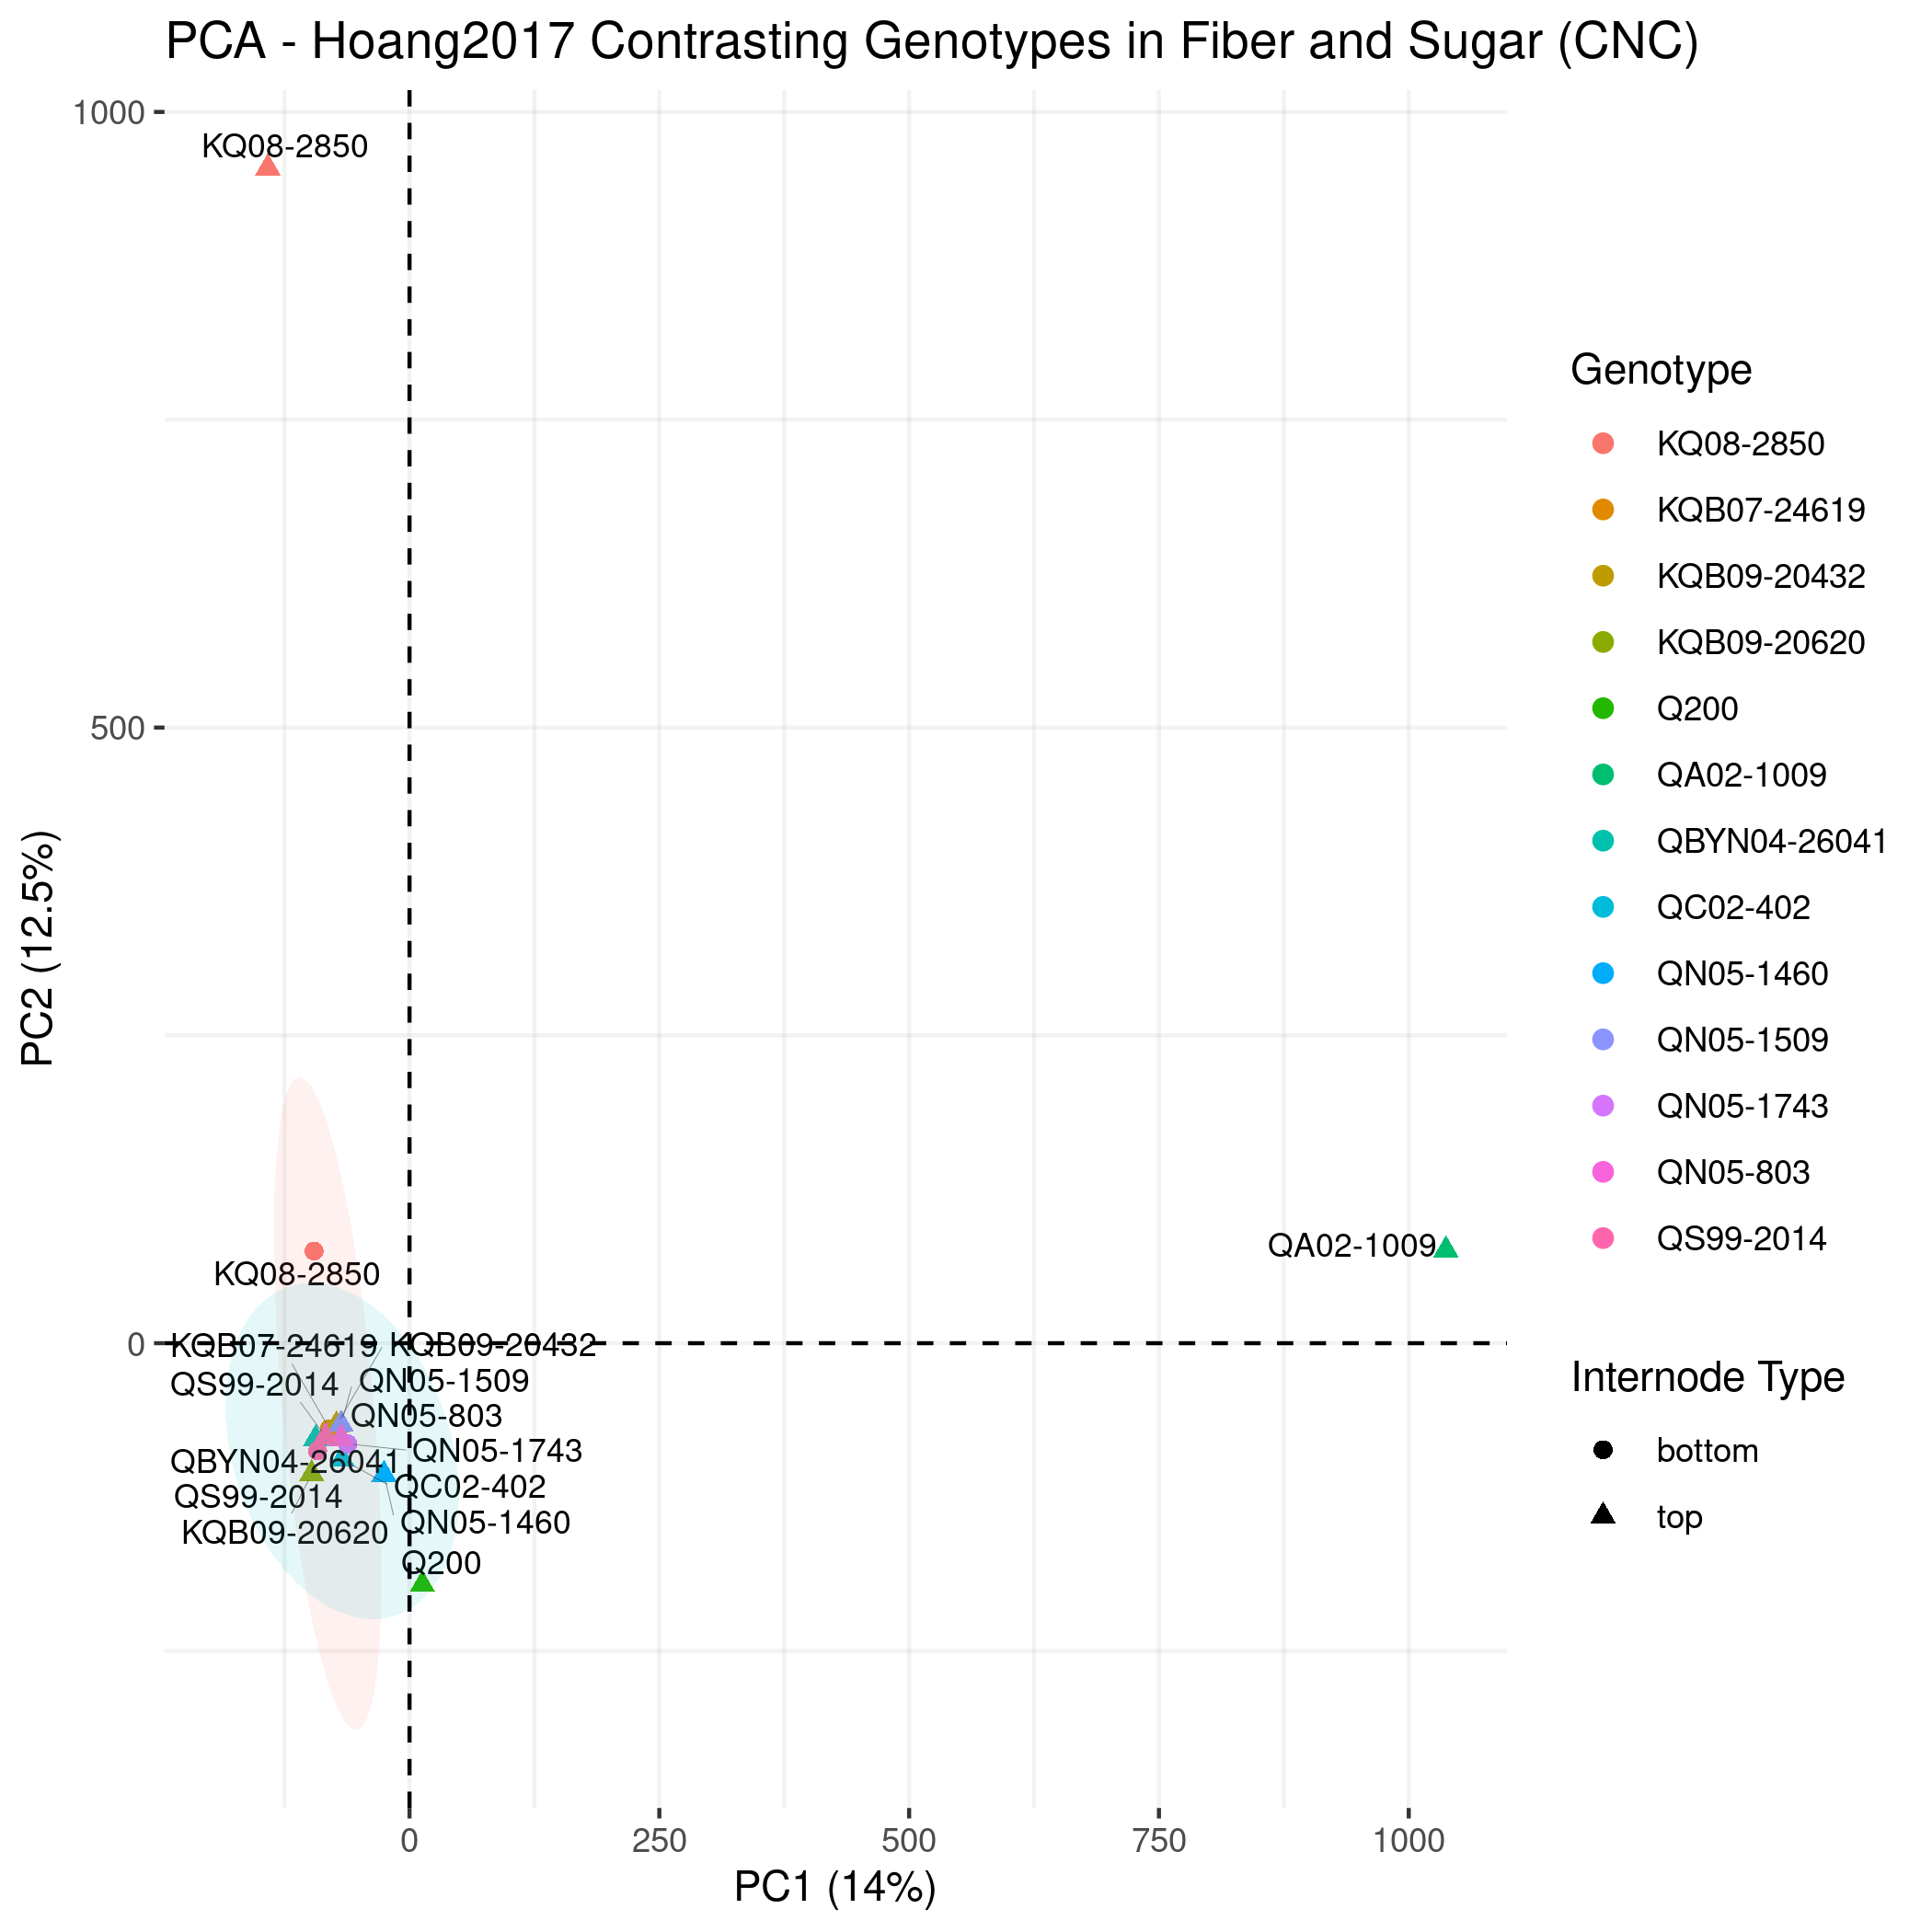 PCA - Hoang2017 Contrasting Genotypes in Fiber and Sugar (CNC)
1000
500
0
PC2 (12.5%)
KQ08-2850
KQ08-2850
QA02-1009
KQB07-24619
KQB09-20432
QS99-2014
QN05-1509
QN05-803
QN05-1743
QBYN04-26041
QC02-402
QS99-2014
QN05-1460
KQB09-20620
Q200
0
250
500
750
1000
PC1 (14%)
Genotype
KQ08-2850
KQB07-24619
KQB09-20432
KQB09-20620
Q200
QA02-1009
QBYN04-26041
QC02-402
QN05-1460
QN05-1509
QN05-1743
QN05-803
QS99-2014
Internode Type
bottom
top